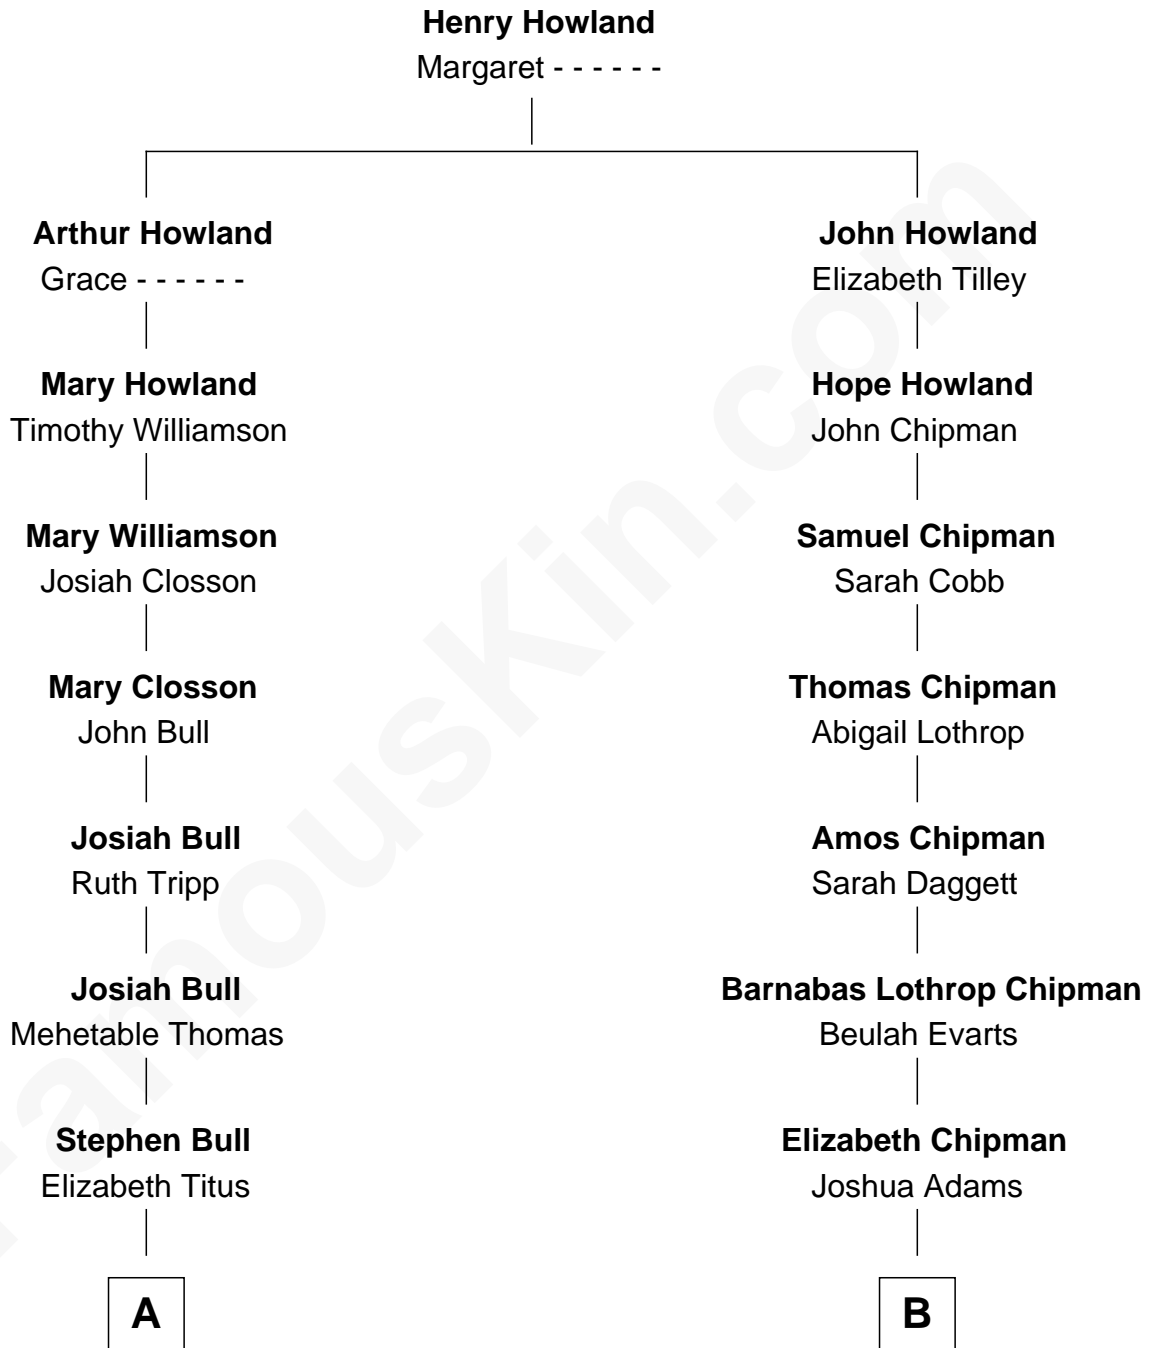 Henry Howland
Margaret - - - - - -
Arthur Howland
Grace - - - - - -
John Howland
Elizabeth Tilley
Mary Howland
Timothy Williamson
Hope Howland
John Chipman
Mary Williamson
Josiah Closson
Samuel Chipman
Sarah Cobb
Mary Closson
John Bull
Thomas Chipman
Abigail Lothrop
Josiah Bull
Ruth Tripp
Amos Chipman
Sarah Daggett
Josiah Bull
Mehetable Thomas
Barnabas Lothrop Chipman
Beulah Evarts
Stephen Bull
Elizabeth Titus
Elizabeth Chipman
Joshua Adams
A
B
FamousKin.com